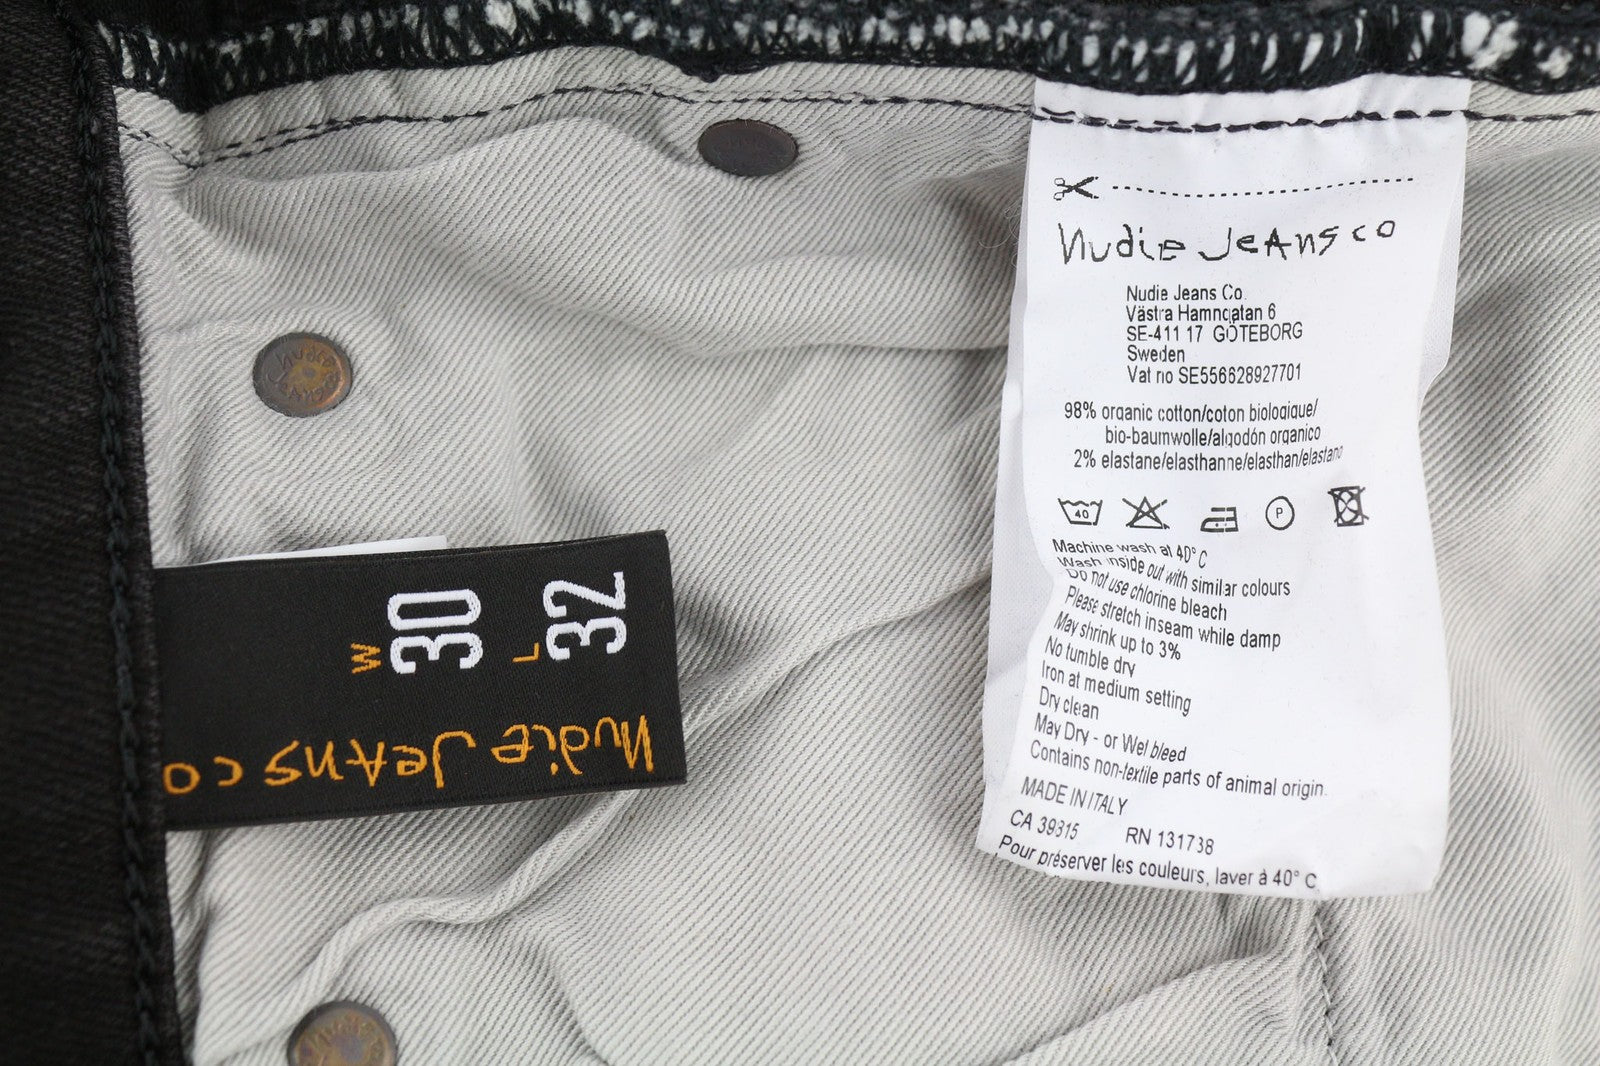 W
30
L
32
Nudie Jeans co
Nudie
Jeans co
Nudie Jeans co
Nudie Jeans Co.
Västra Hamngatan 6
SE-411 17 GÖTEBORG
Sweden
Vat no SE556628927701
98% organic cotton/coton biologique/
bio-baumwolle/algodón organico
2% elastane/elasthanne/elasthan/elastano
40
P
Machine wash at 40° C
Wash inside out with similar colours
Do not use chlorine bleach
Please stretch inseam while damp
May shrink up to 3%
No tumble dry
Iron at medium setting
Dry clean
May Dry - or Wet bleed
Contains non-textile parts of animal origin.
MADE IN ITALY
CA 39315 RN 131738
Pour préserver les couleurs, laver à 40° C